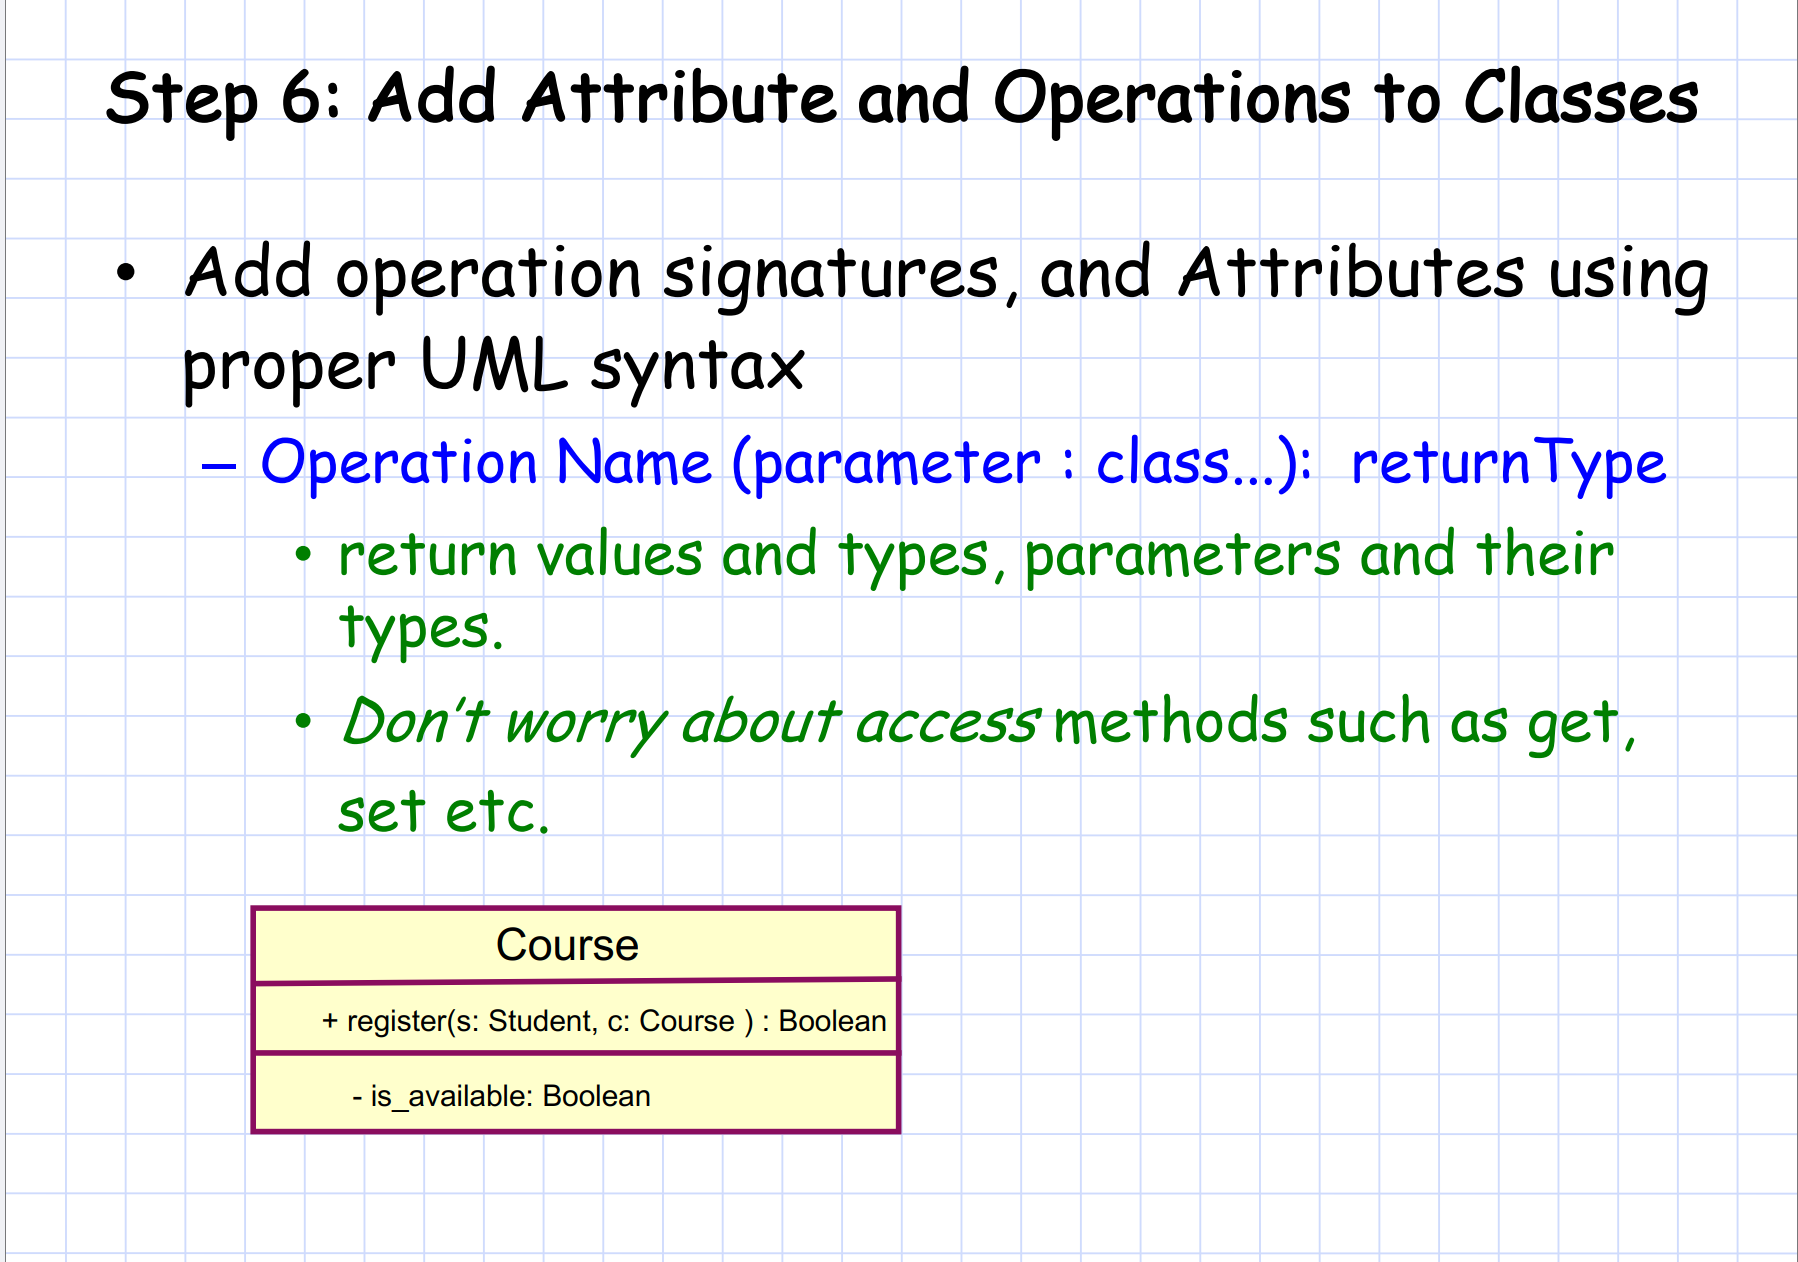 Step 6: Add Attribute and Operations to Classes
• Add operation signatures, and Attributes using
proper UML syntax
– Operation Name (parameter : class...): returnType
• return values and types, parameters and their
types.
• Don't worry about access methods such as get,
set etc.
Course
+ register(s: Student, c: Course ) : Boolean
- is_available: Boolean